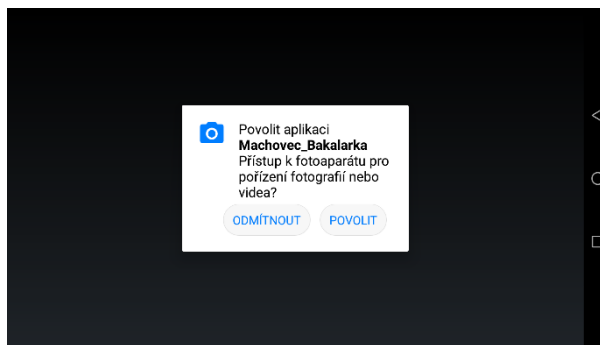 Povolit aplikaci
Machovec_Bakalarka
Přístup k fotoaparátu pro
pořízení fotografií nebo
videa?
ODMÍTNOUT POVOLIT